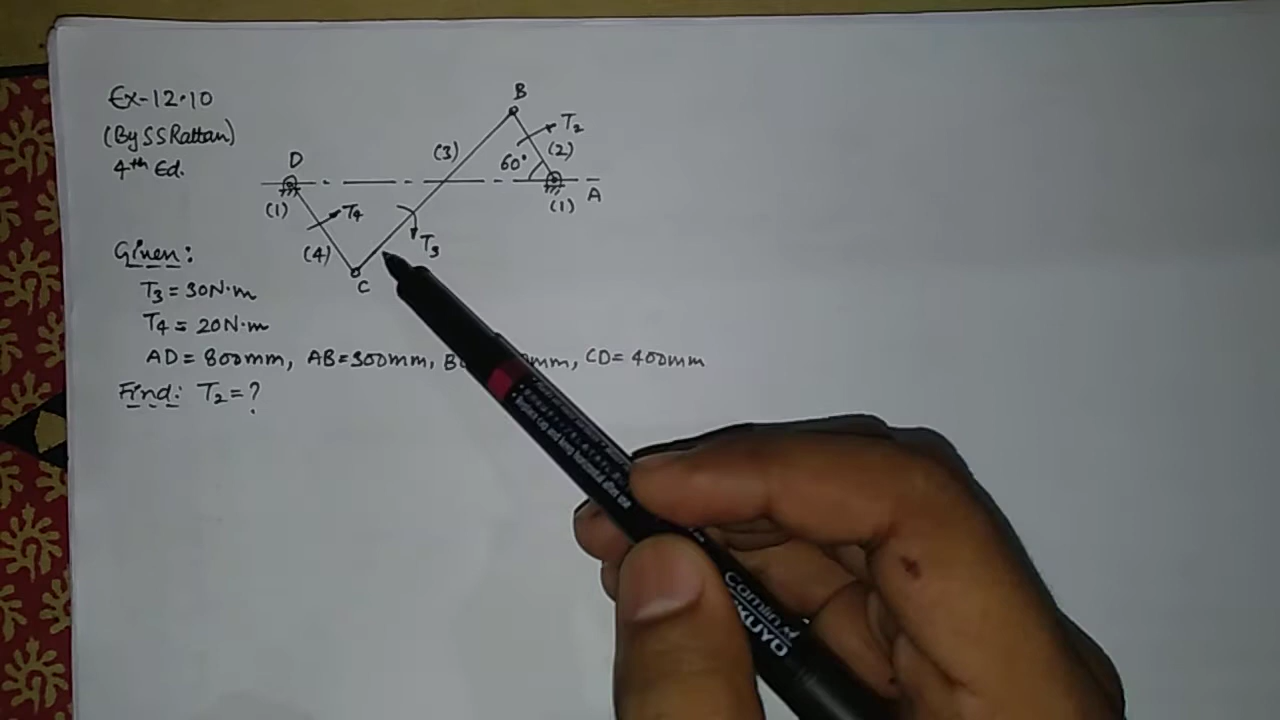 Ex-12.10
(By SS Rattan)
4th Ed.
B
T2
(3)
(2)
60°
D
A
(1)
(1)
T4
(4)
T3
C
Given:
T3 = 30N.m
T4 = 20N.m
AD = 800mm, AB = 300mm, mm, CD = 400mm
Find: T2 = ?
Camlin
KUYO